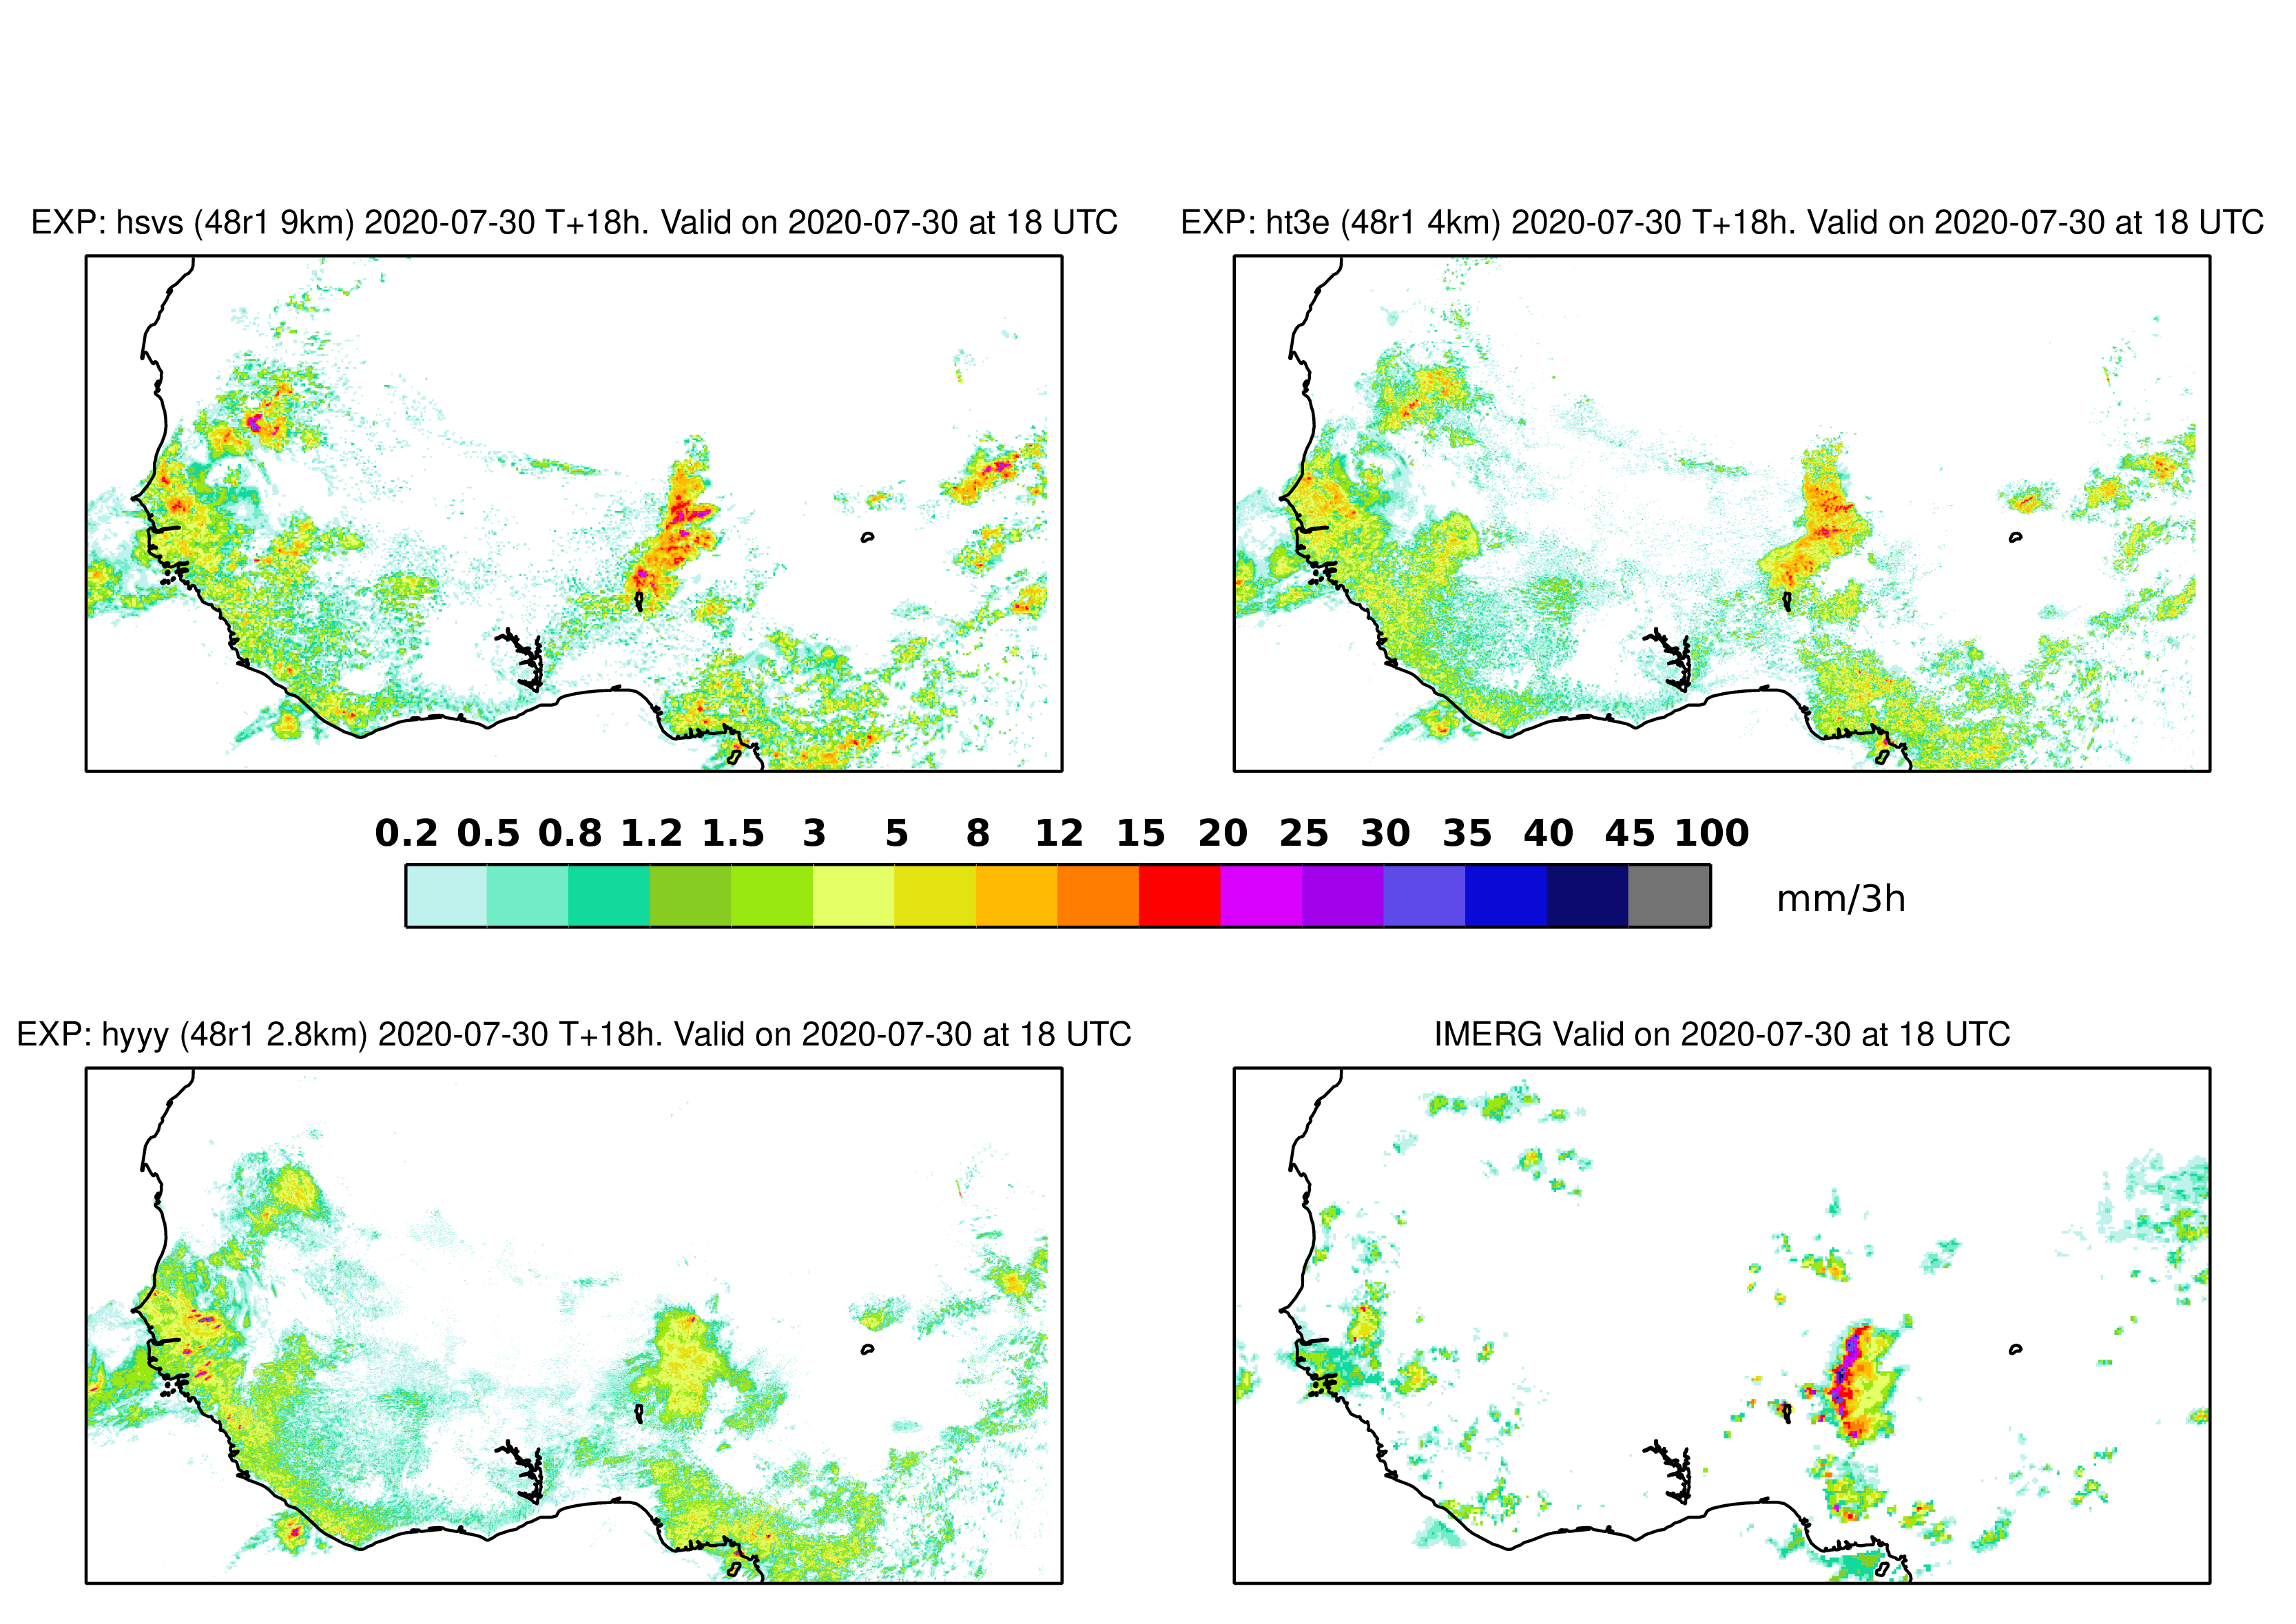 EXP: hsvs (48r1 9km) 2020-07-30 T+18h. Valid on 2020-07-30 at 18 UTC
EXP: ht3e (48r1 4km) 2020-07-30 T+18h. Valid on 2020-07-30 at 18 UTC
0.2 0.5 0.8 1.2 1.5 3 5 8 12 15 20 25 30 35 40 45 100
mm/3h
EXP: hyyy (48r1 2.8km) 2020-07-30 T+18h. Valid on 2020-07-30 at 18 UTC
IMERG Valid on 2020-07-30 at 18 UTC